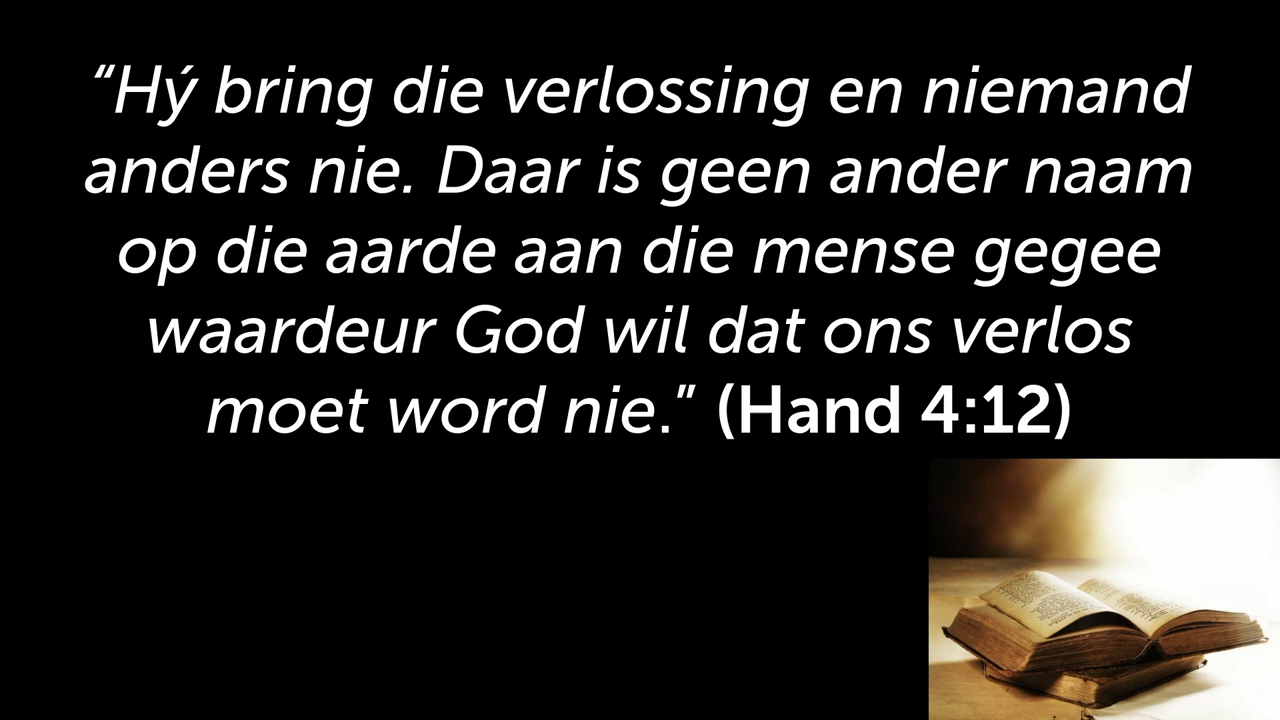 “Hý bring die verlossing en niemand
anders nie. Daar is geen ander naam
op die aarde aan die mense gegee
waardeur God wil dat ons verlos
moet word nie.” (Hand 4:12)